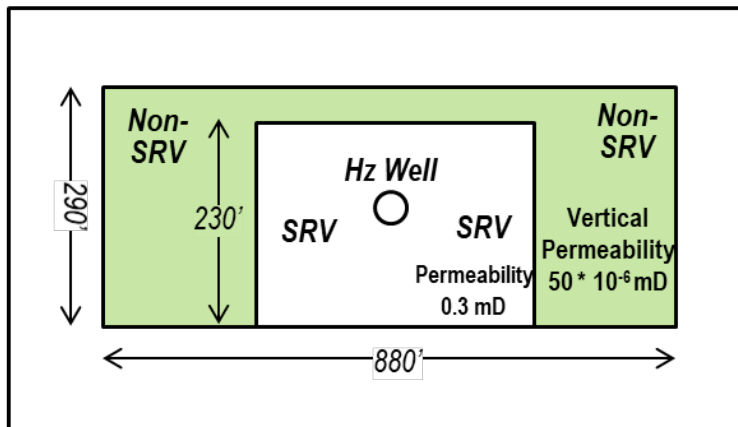 Non-
SRV
Non-
SRV
Hz Well
290'
230'
SRV
SRV
Vertical
Permeability
50 * 10⁻⁶ mD
Permeability
0.3 mD
880'